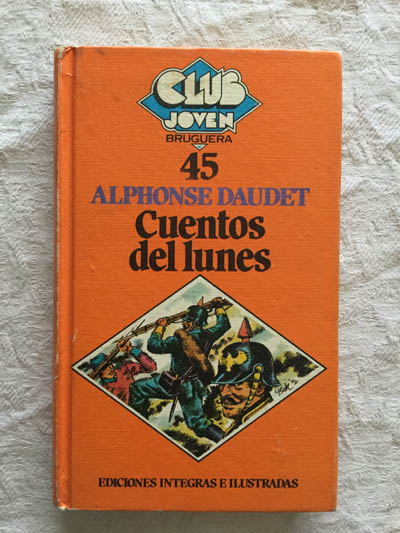 CLUB
JOVEN
BRUGUERA
45
ALPHONSE DAUDET
Cuentos
del lunes
EDICIONES INTEGRAS E ILUSTRADAS